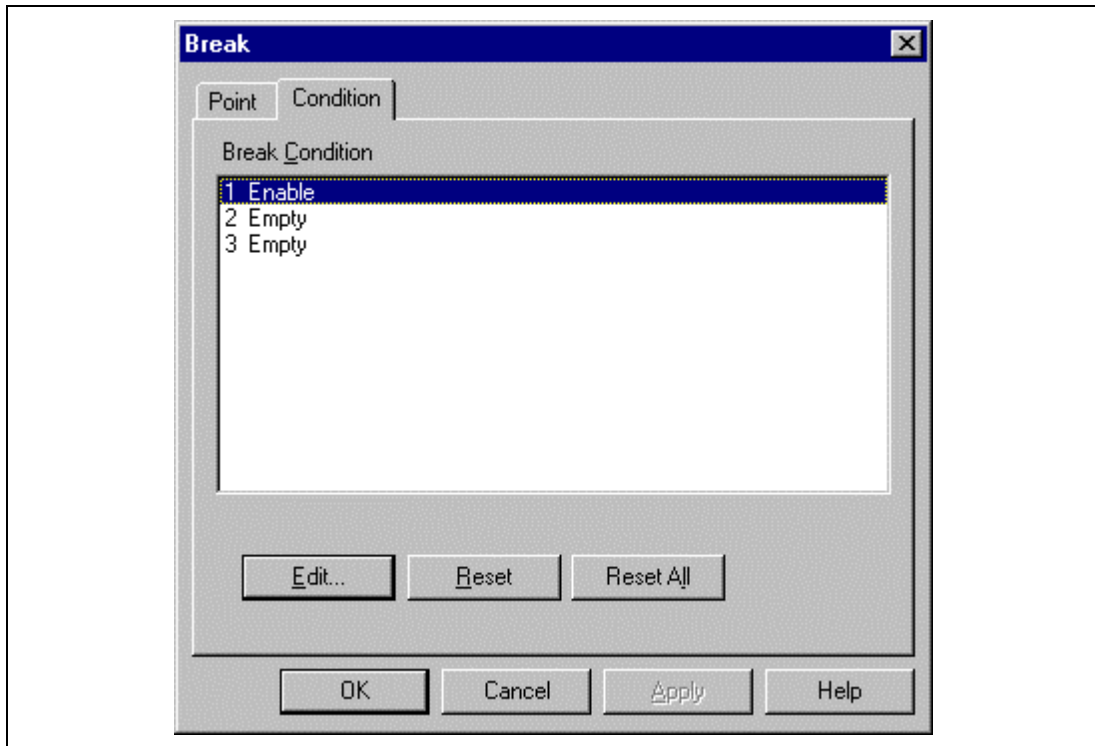 Break
Point Condition
Break Condition
1 Enable
2 Empty
3 Empty
Edit... Reset Reset All
OK Cancel Apply Help